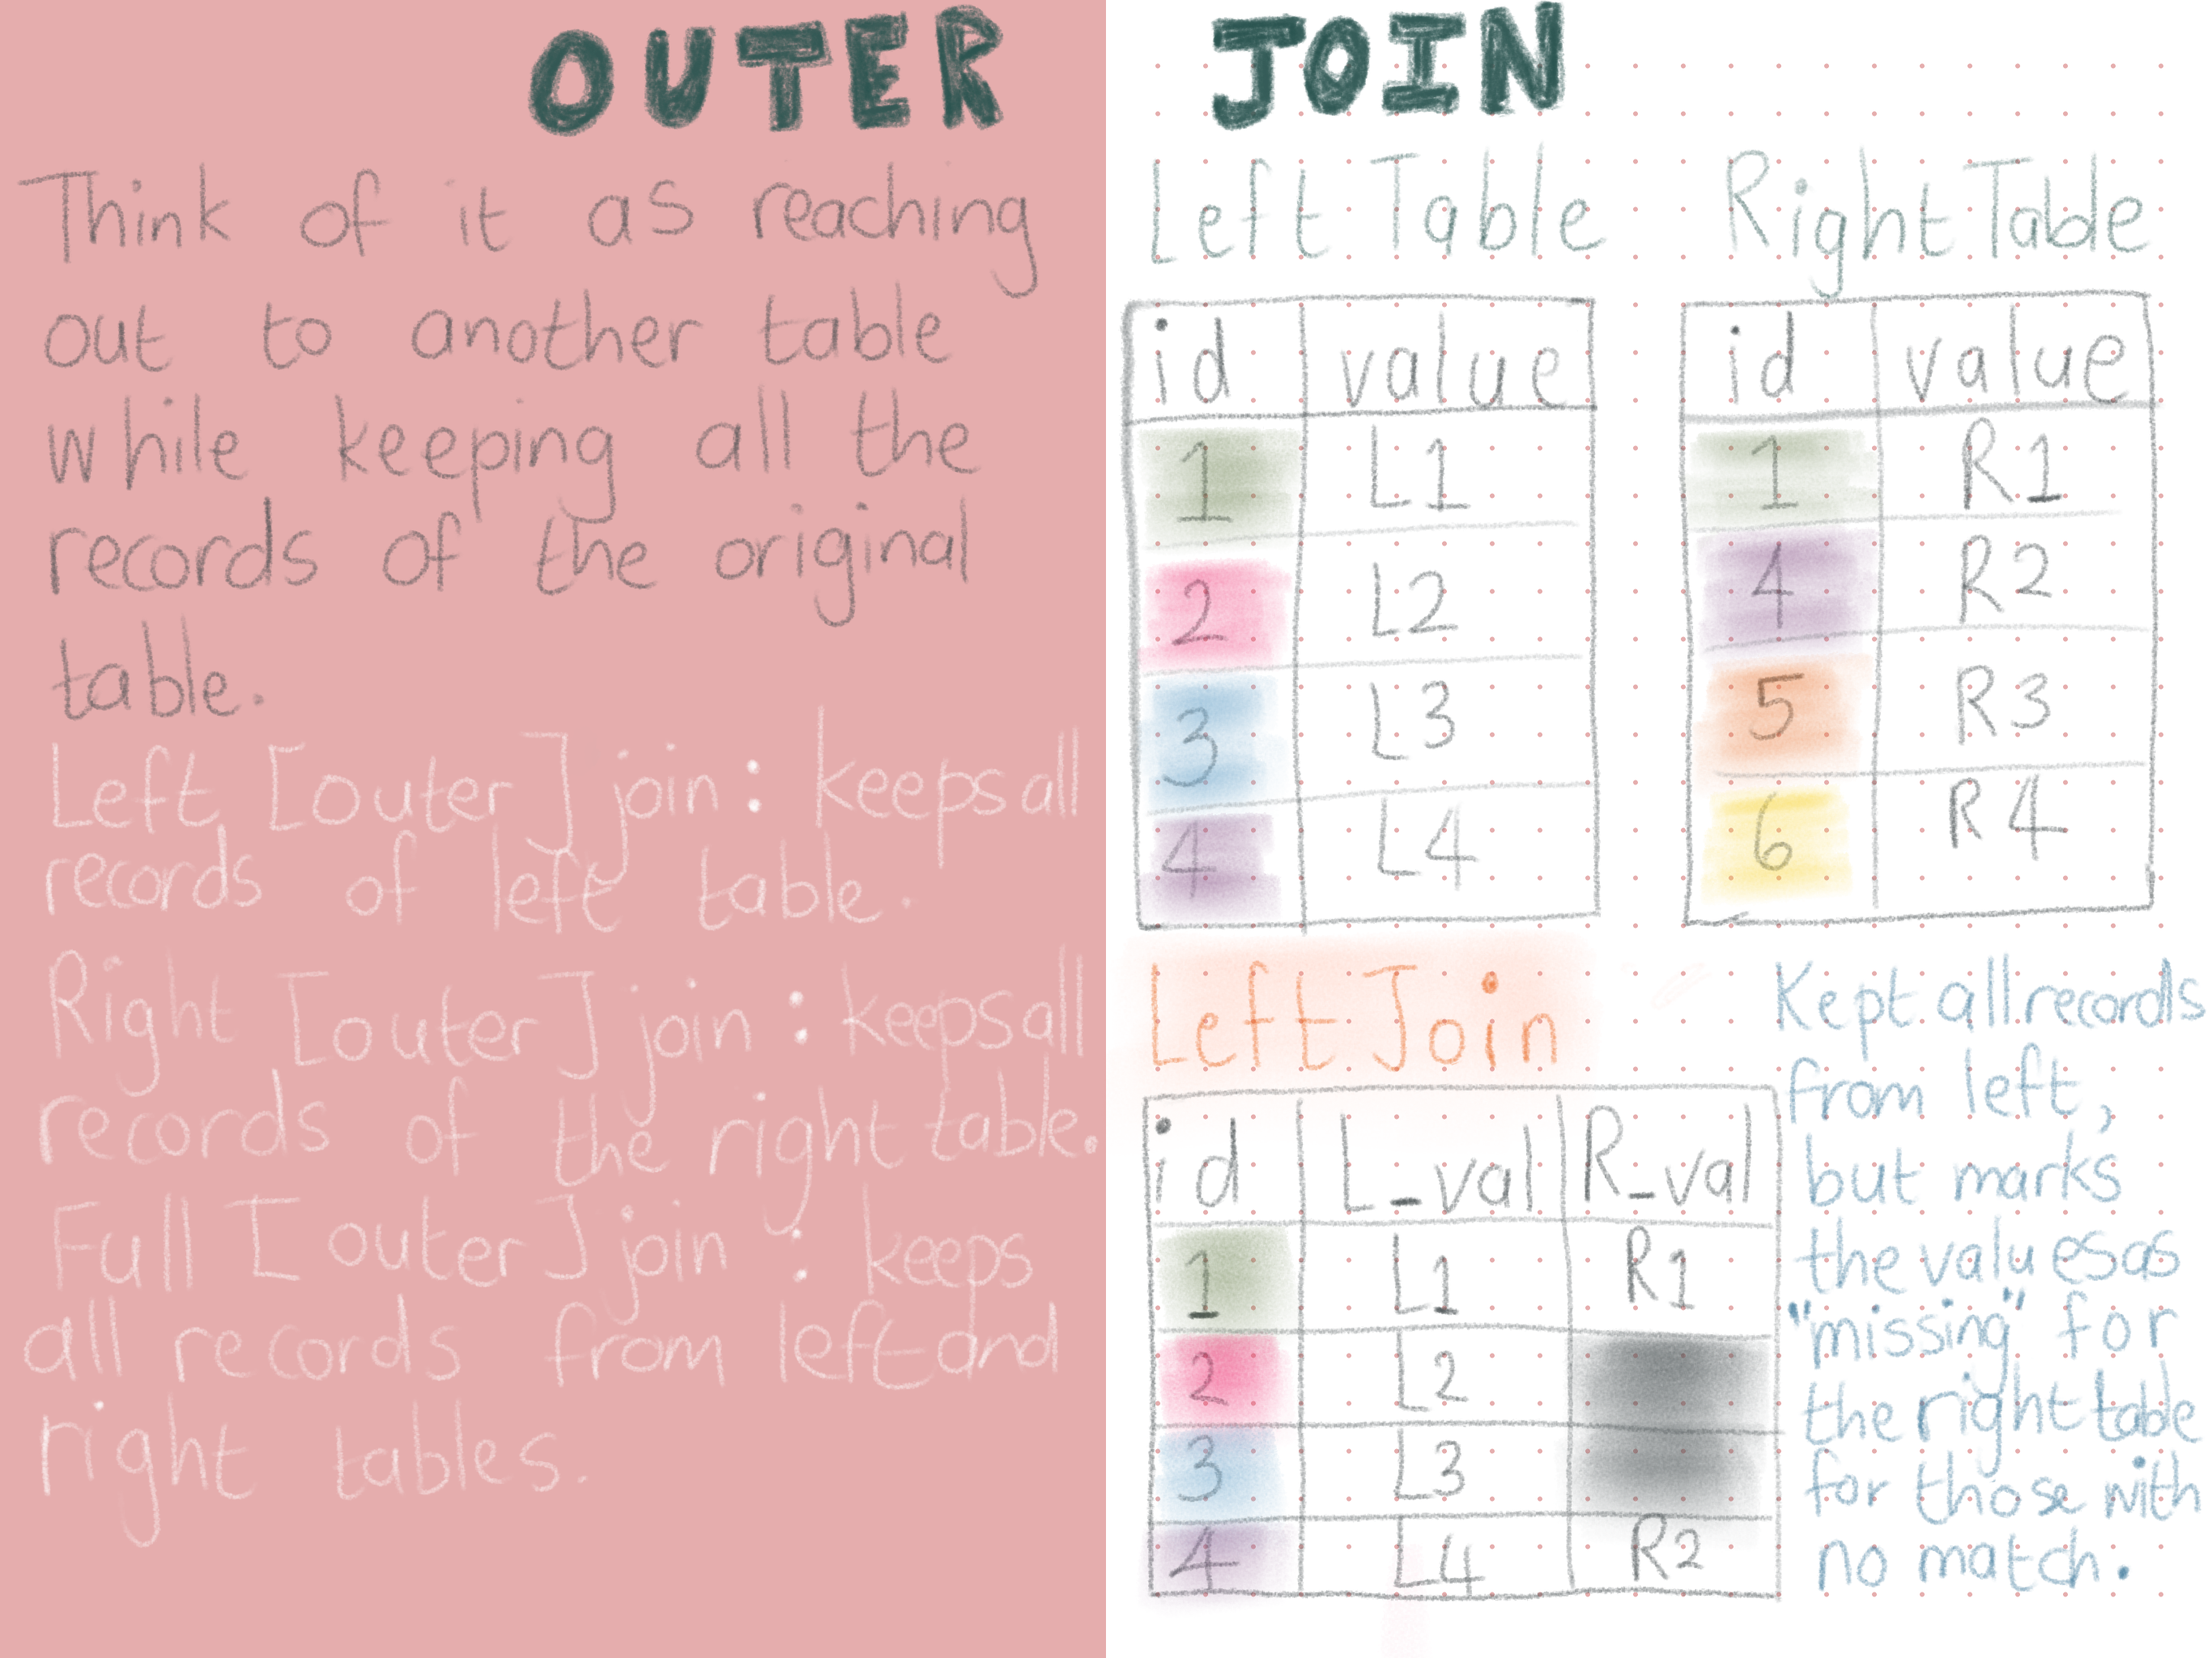 OUTER JOIN
Think of it as reaching
out to another table
while keeping all the
records of the original
table.
Left [outer] join : keeps all
records of left table.
Right [outer] join : keeps all
records of the right table.
Full [outer] join : keeps
all records from left and
right tables.
Left Table
id value
1 L1
2 L2
3 L3
4 L4
Right Table
id value
1 R1
4 R2
5 R3
6 R4
Left Join
id L_val R_val
1 L1 R1
2 L2
3 L3
4 L4 R2
Kept all records
from left,
but marks
the values as
"missing" for
the right table
for those with
no match.